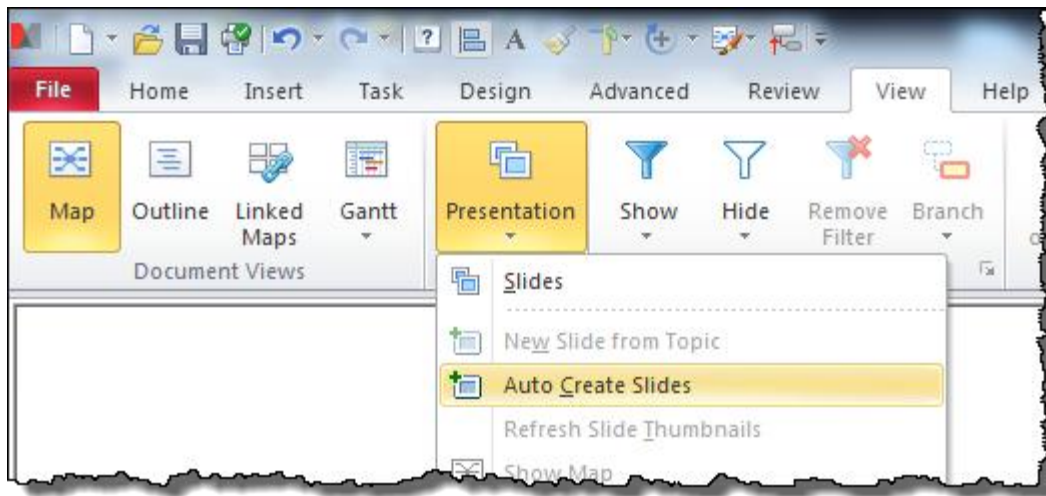 File Home Insert Task Design Advanced Review View Help
Map Outline Linked Maps Gantt Presentation Show Hide Remove Filter Branch
Document Views
Slides
New Slide from Topic
Auto Create Slides
Refresh Slide Thumbnails
Show Map